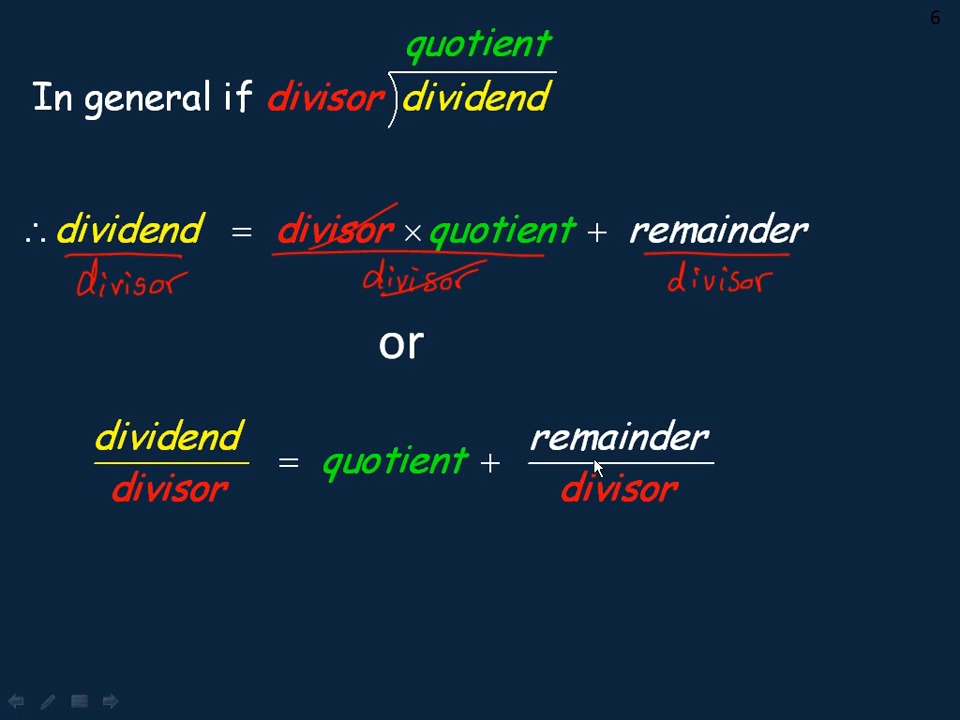 6
quotient
In general if divisor dividend
∴ dividend = divisor × quotient + remainder
divisor divisor divisor
or
dividend remainder
= quotient +
divisor divisor